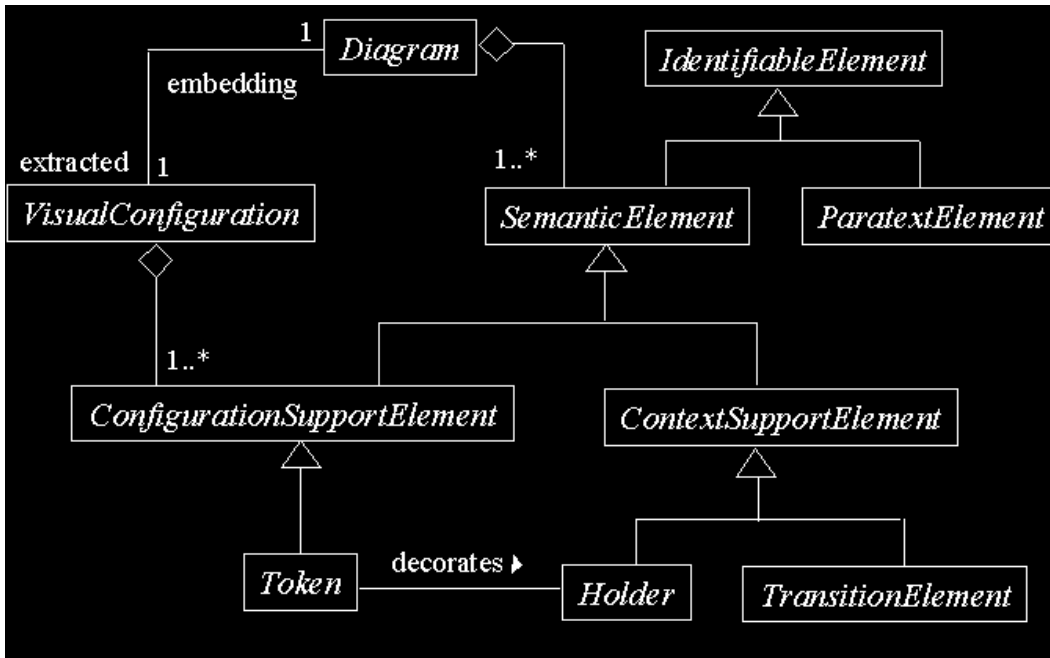 1
Diagram
IdentifiableElement
embedding
extracted
1
1..*
VisualConfiguration
SemanticElement
ParatextElement
1..*
ConfigurationSupportElement
ContextSupportElement
decorates
Token
Holder
TransitionElement